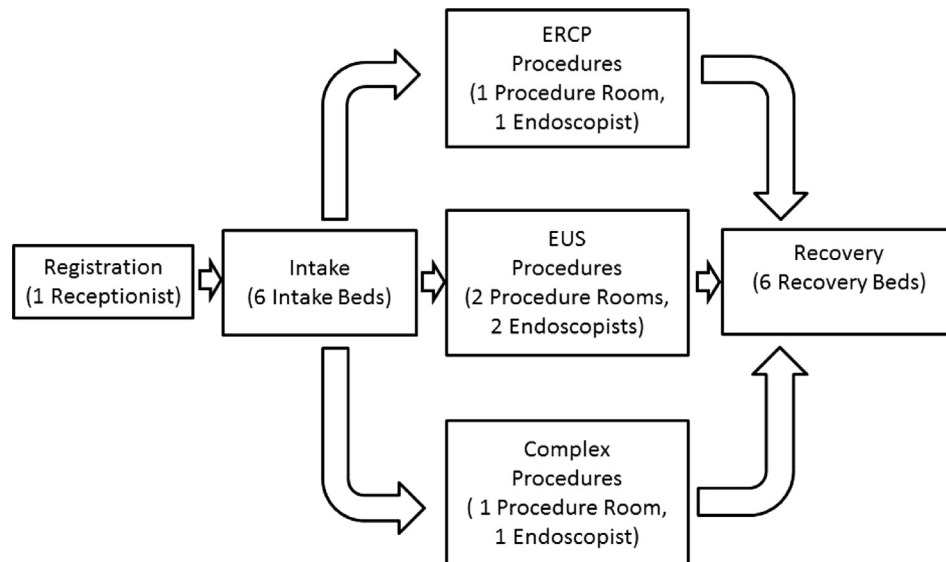 Registration
(1 Receptionist)
Intake
(6 Intake Beds)
ERCP
Procedures
(1 Procedure Room,
1 Endoscopist)
EUS
Procedures
(2 Procedure Rooms,
2 Endoscopists)
Complex
Procedures
( 1 Procedure Room,
1 Endoscopist)
Recovery
(6 Recovery Beds)